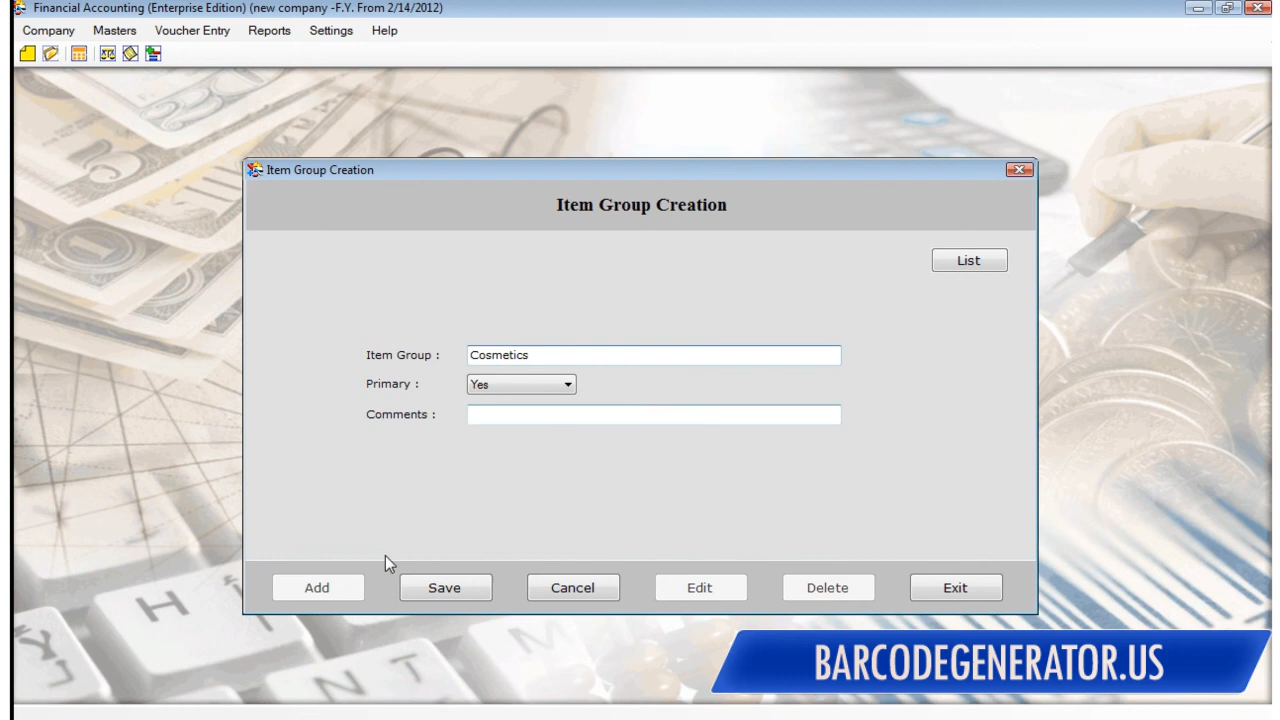 Financial Accounting (Enterprise Edition) (new company -F.Y. From 2/14/2012)
Company Masters Voucher Entry Reports Settings Help
Item Group Creation
Item Group Creation
List
Item Group : Cosmetics
Primary : Yes
Comments :
Add Save Cancel Edit Delete Exit
BARCODEGENERATOR.US